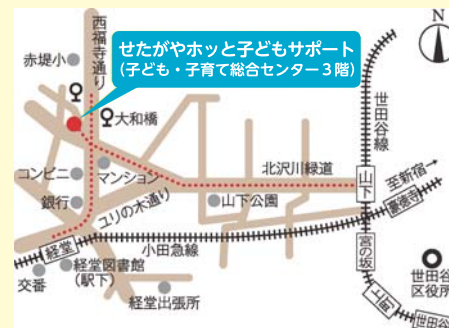 せたがやホッと子どもサポート
(子ども・子育て総合センター3階)
N
西福寺通り
赤堤小
大和橋
世田谷線
コンビニ
マンション
北沢川緑道
山下
至新宿→
銀行
ユリの木通り
山下公園
豪徳寺
経堂
小田急線
宮の坂
交番
経堂図書館
(駅下)
経堂出張所
上町
世田谷
区役所
世田谷